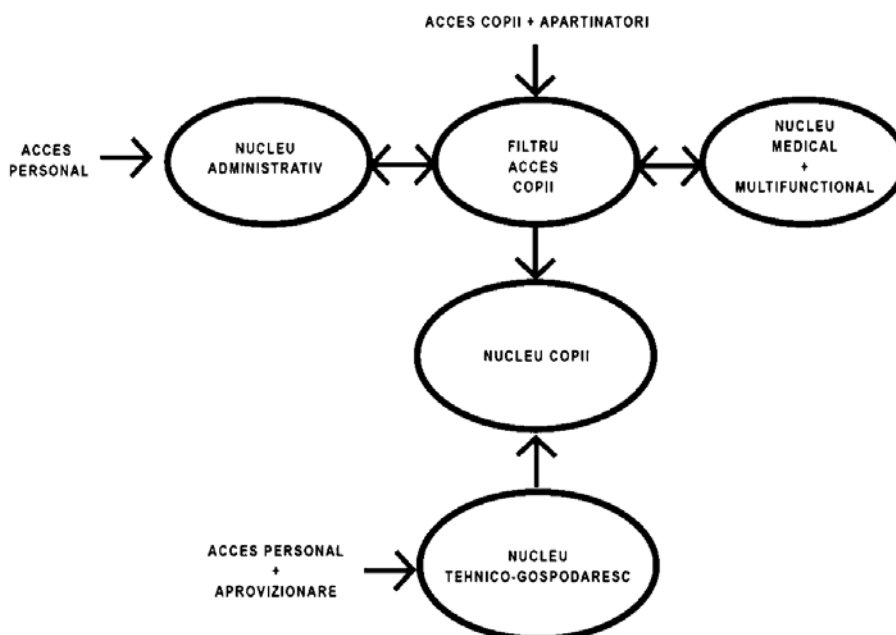 ACCES COPII + APARTINATORI
ACCES
PERSONAL
NUCLEU
ADMINISTRATIV
FILTRU
ACCES
COPII
NUCLEU
MEDICAL
+
MULTIFUNCTIONAL
NUCLEU COPII
ACCES PERSONAL
+
APROVIZIONARE
NUCLEU
TEHNICO-GOSPODARESC